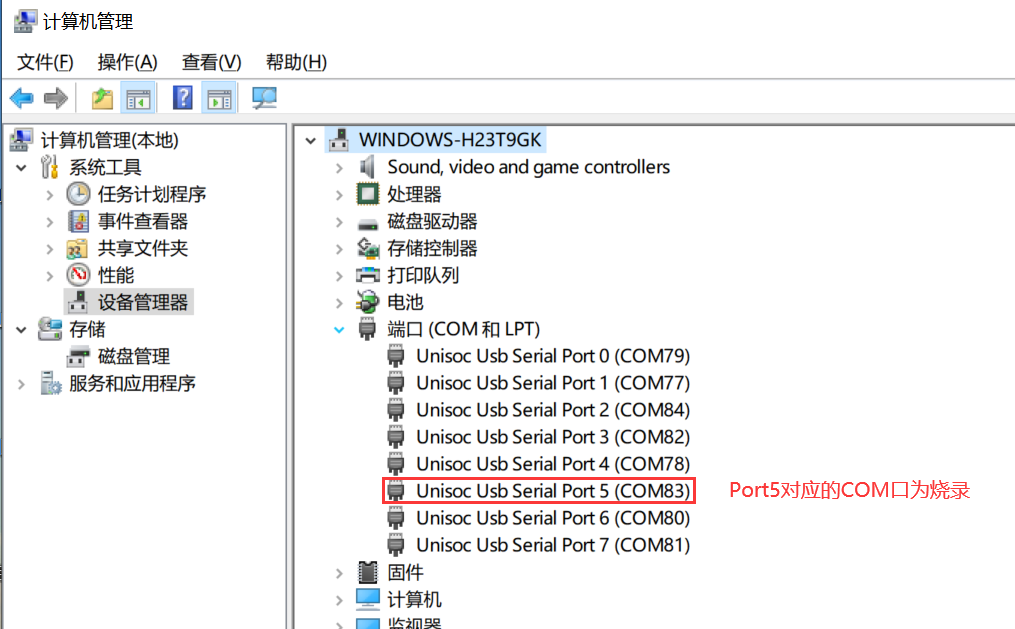 计算机管理
文件(F) 操作(A) 查看(V) 帮助(H)
计算机管理(本地)
系统工具
任务计划程序
事件查看器
共享文件夹
性能
设备管理器
存储
磁盘管理
服务和应用程序
WINDOWS-H23T9GK
Sound, video and game controllers
处理器
磁盘驱动器
存储控制器
打印队列
电池
端口 (COM 和 LPT)
Unisoc Usb Serial Port 0 (COM79)
Unisoc Usb Serial Port 1 (COM77)
Unisoc Usb Serial Port 2 (COM84)
Unisoc Usb Serial Port 3 (COM82)
Unisoc Usb Serial Port 4 (COM78)
Unisoc Usb Serial Port 5 (COM83)
Port5对应的COM口为烧录
Unisoc Usb Serial Port 6 (COM80)
Unisoc Usb Serial Port 7 (COM81)
固件
计算机
监视器